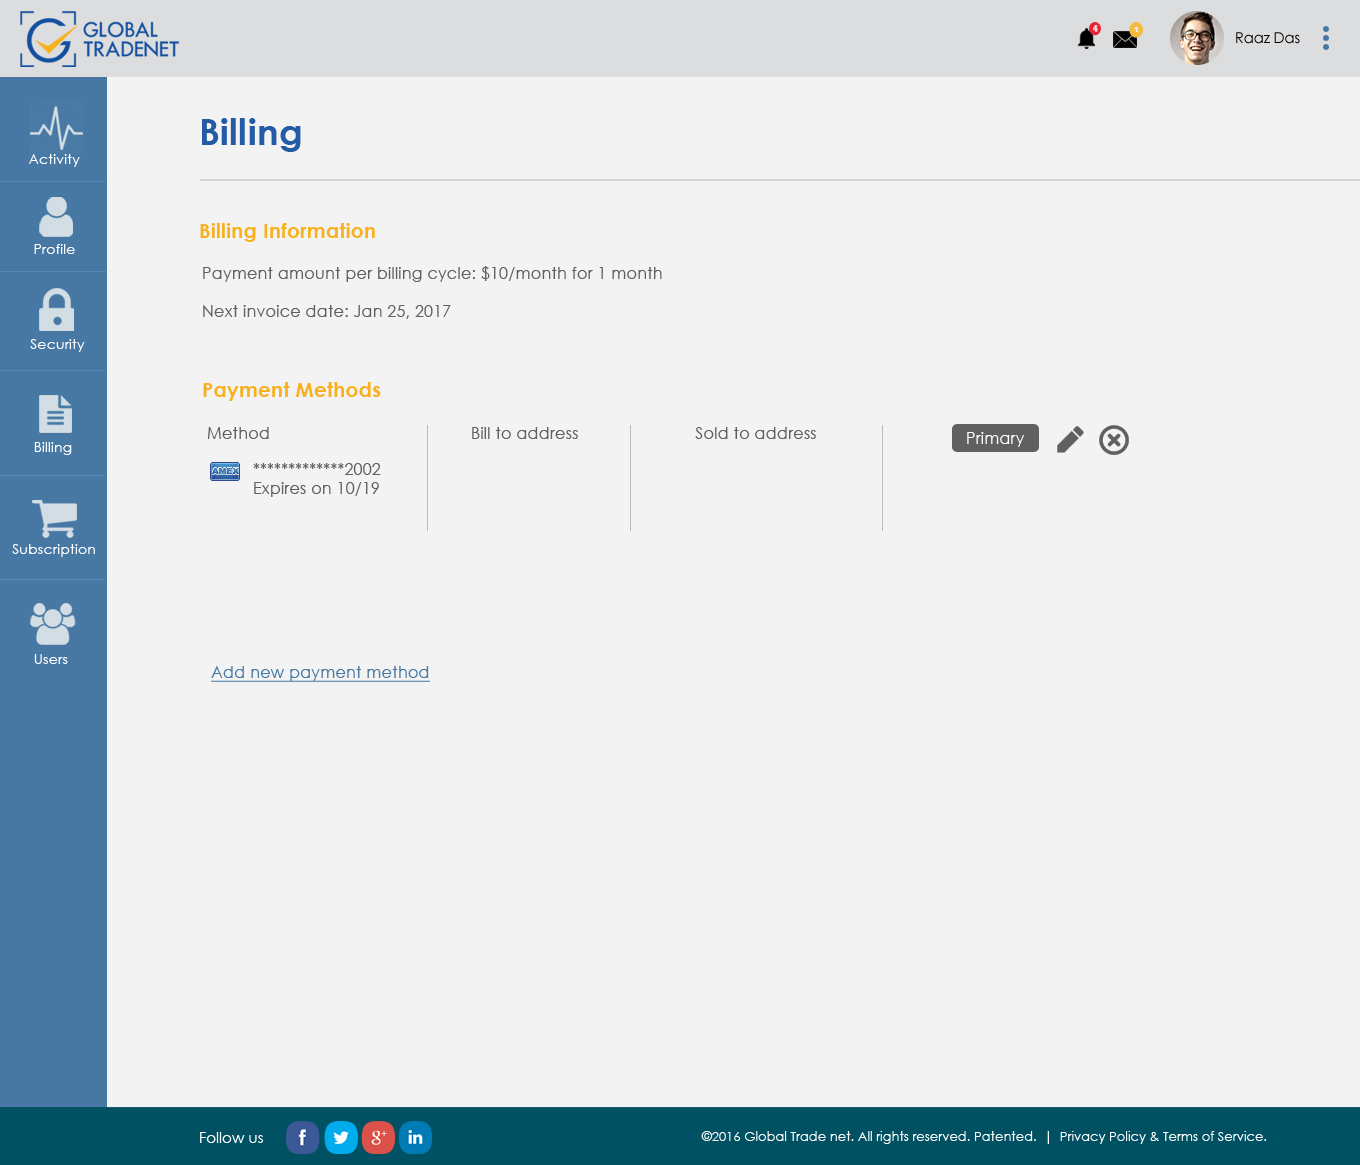 GLOBAL
TRADENET
4
1
Raaz Das
Activity
Profile
Security
Billing
Subscription
Users
Billing
Billing Information
Payment amount per billing cycle: $10/month for 1 month
Next invoice date: Jan 25, 2017
Payment Methods
Method
Bill to address
Sold to address
Primary
AMEX
*************2002
Expires on 10/19
Add new payment method
Follow us
f
g+
in
©2016 Global Trade net. All rights reserved. Patented. | Privacy Policy & Terms of Service.